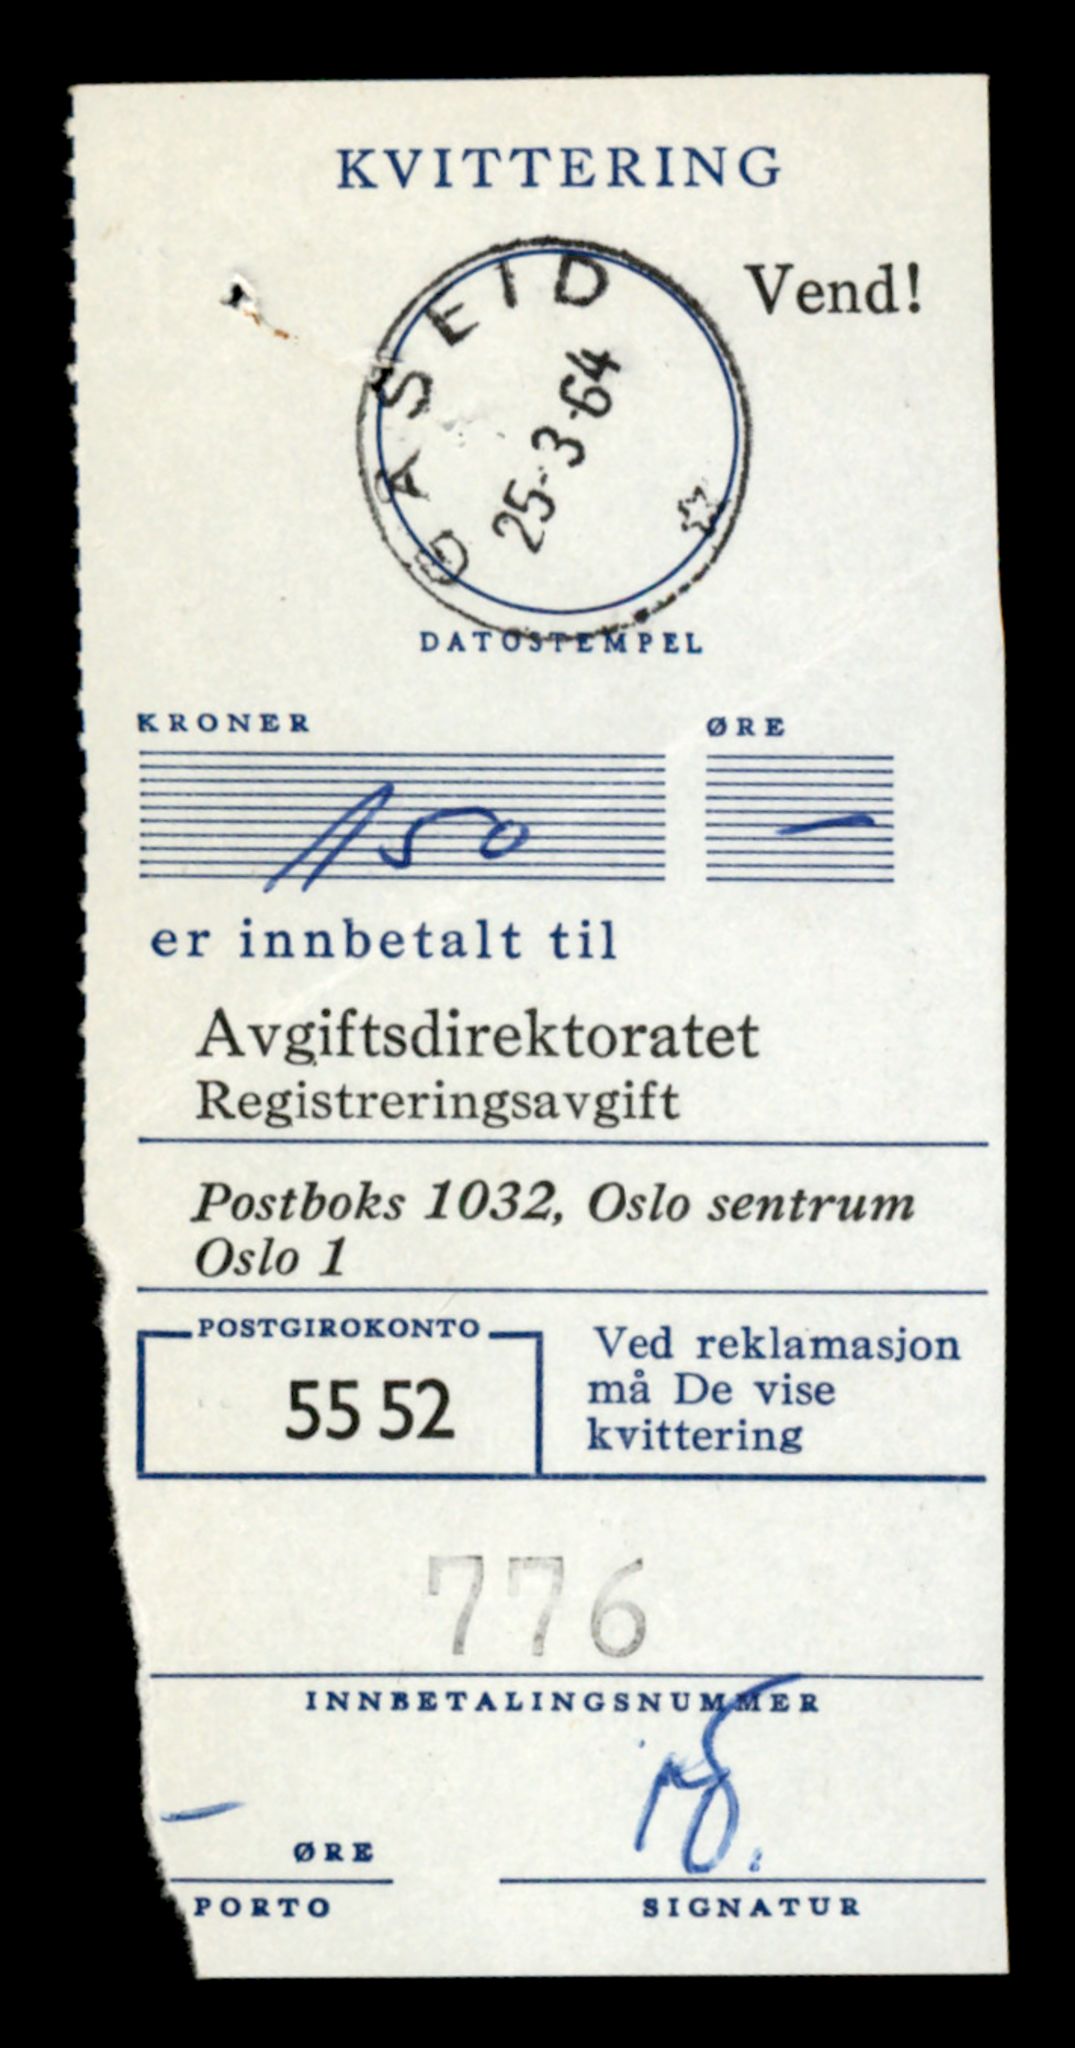 KVITTERING
Vend!
GÅSEID
25-3-64
DATOSTEMPEL
KRONER ØRE
150 —
er innbetalt til
Avgiftsdirektoratet
Registreringsavgift
Postboks 1032, Oslo sentrum
Oslo 1
POSTGIROKONTO
55 52
Ved reklamasjon
må De vise
kvittering
776
INNBETALINGSNUMMER
—
ØRE
PORTO
SIGNATUR